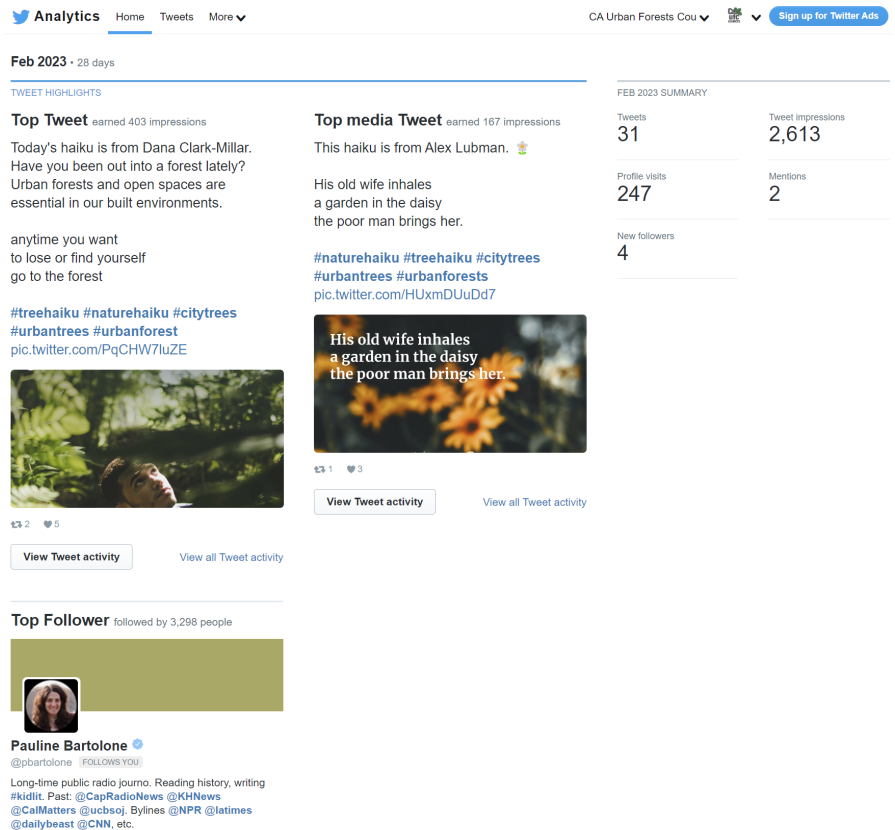 Analytics Home Tweets More CA Urban Forests Cou Sign up for Twitter Ads
Feb 2023 • 28 days
TWEET HIGHLIGHTS
Top Tweet earned 403 impressions
Today's haiku is from Dana Clark-Millar.
Have you been out into a forest lately?
Urban forests and open spaces are
essential in our built environments.
anytime you want
to lose or find yourself
go to the forest
#treehaiku #naturehaiku #citytrees
#urbantrees #urbanforest
pic.twitter.com/PqCHW7IuZE
2 5
View Tweet activity View all Tweet activity
Top media Tweet earned 167 impressions
This haiku is from Alex Lubman.
His old wife inhales
a garden in the daisy
the poor man brings her.
#naturehaiku #treehaiku #citytrees
#urbantrees #urbanforests
pic.twitter.com/HUxmDUuDd7
His old wife inhales
a garden in the daisy
the poor man brings her.
1 3
View Tweet activity View all Tweet activity
FEB 2023 SUMMARY
Tweets Tweet impressions
31 2,613
Profile visits Mentions
247 2
New followers
4
Top Follower followed by 3,298 people
Pauline Bartolone
@pbartolone FOLLOWS YOU
Long-time public radio journo. Reading history, writing
#kidlit. Past: @CapRadioNews @KHNews
@CalMatters @ucbsoj. Bylines @NPR @latimes
@dailybeast @CNN, etc.